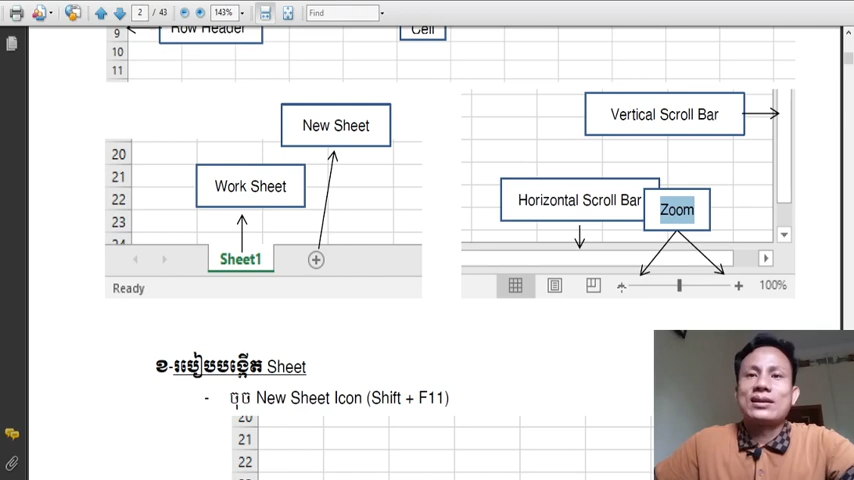 2 / 43
143%
Find
9
Row Header
Cell
10
11
New Sheet
Vertical Scroll Bar
20
21
Work Sheet
22
Horizontal Scroll Bar
Zoom
23
24
Sheet1
Ready
100%
ខ-របៀបបង្កើត Sheet
- ចុច New Sheet Icon (Shift + F11)
20
21
22